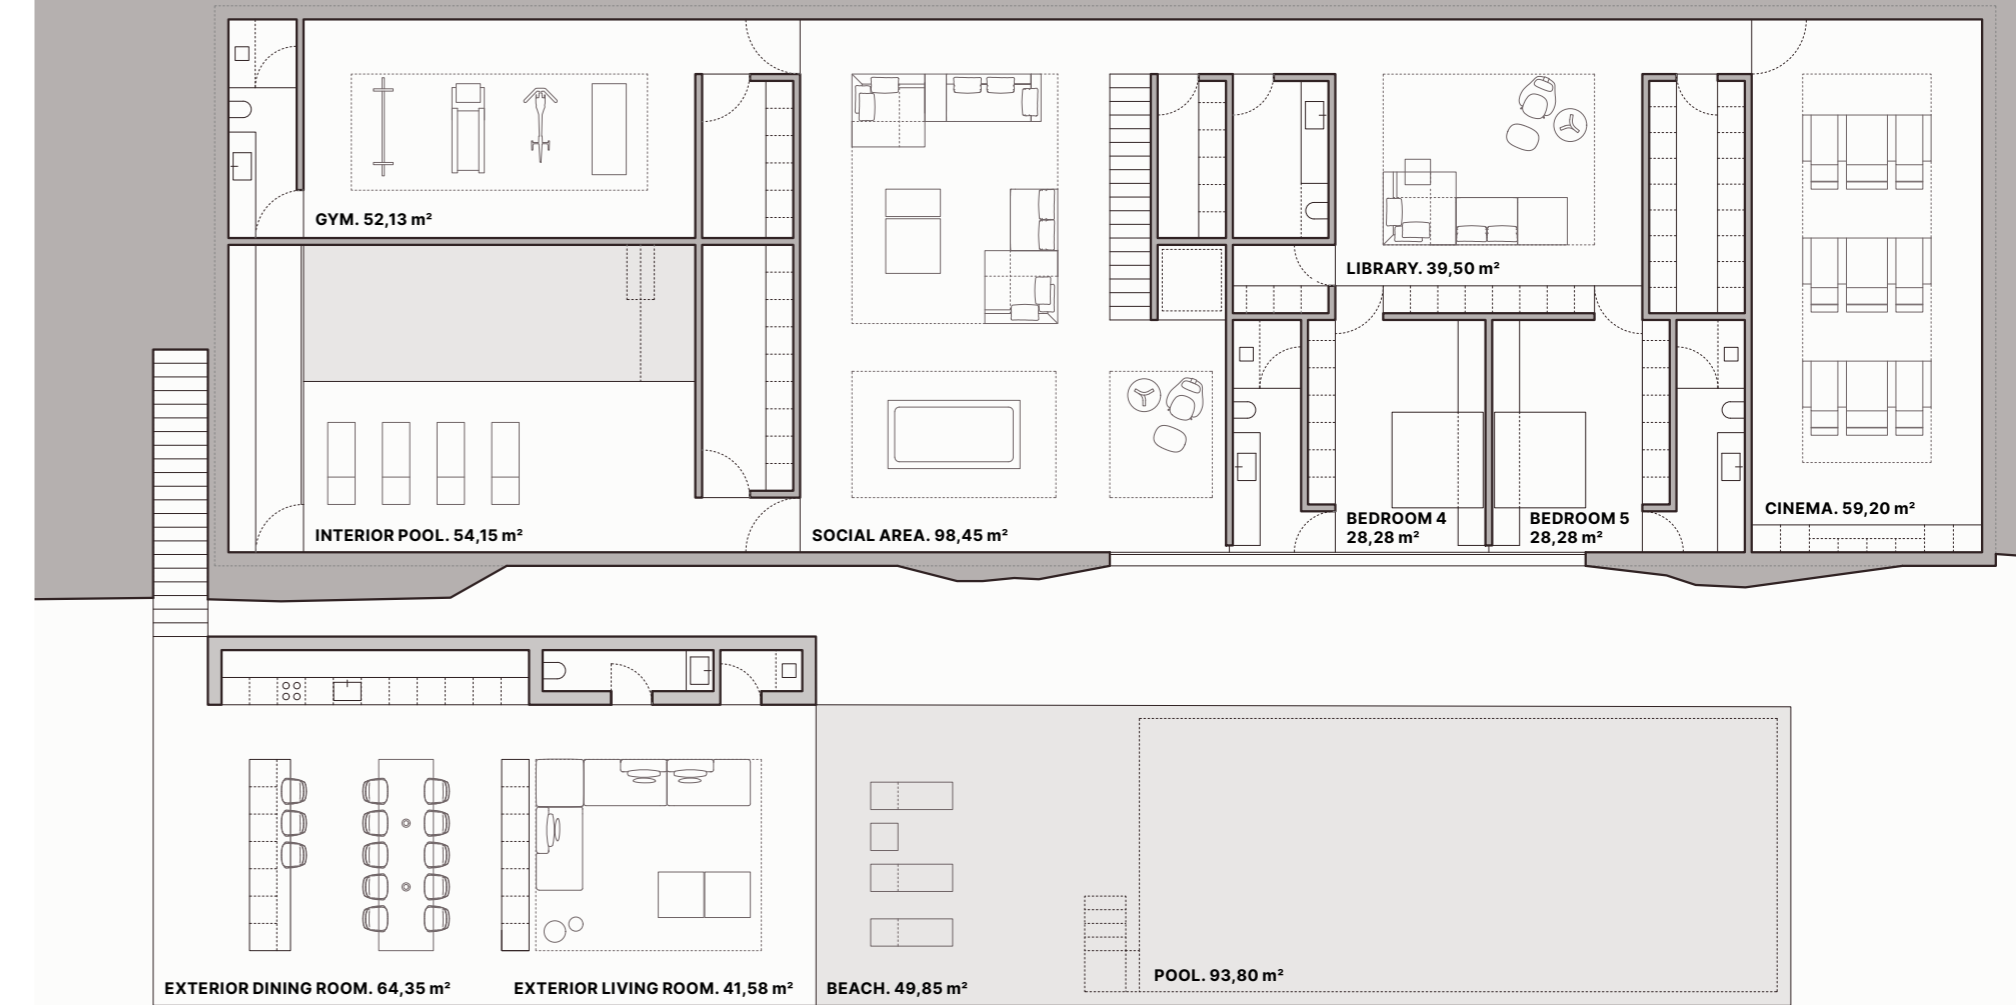 GYM. 52,13 m²
LIBRARY. 39,50 m²
INTERIOR POOL. 54,15 m²
SOCIAL AREA. 98,45 m²
BEDROOM 4
28,28 m²
BEDROOM 5
28,28 m²
CINEMA. 59,20 m²
EXTERIOR DINING ROOM. 64,35 m²
EXTERIOR LIVING ROOM. 41,58 m²
BEACH. 49,85 m²
POOL. 93,80 m²